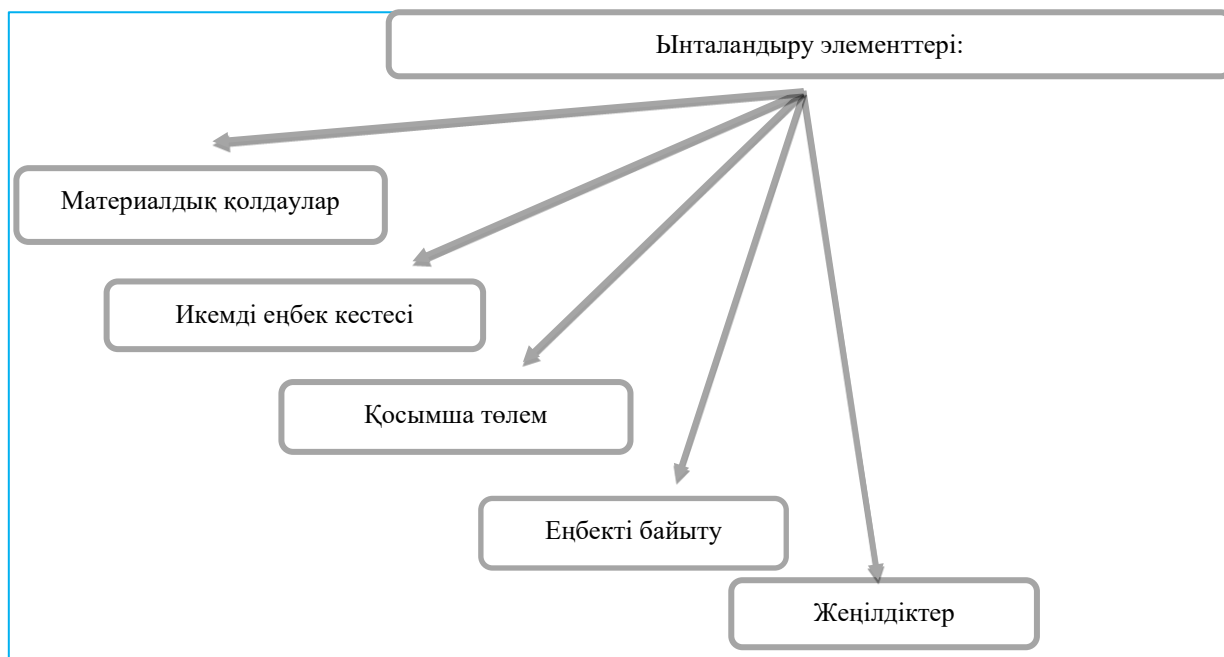 Ынталандыру элементтері:
Материалдық қолдаулар
Икемді еңбек кестесі
Қосымша төлем
Еңбекті байыту
Жеңілдіктер